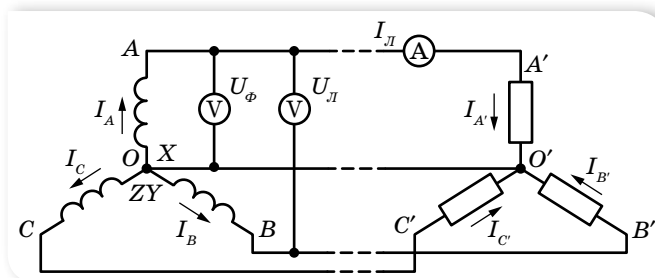 I_Л
A
A
A'
U_Ф
U_Л
I_A
V
V
I_A'
O
X
O'
I_C
I_B'
ZY
C
B
C'
B'
I_B
I_C'